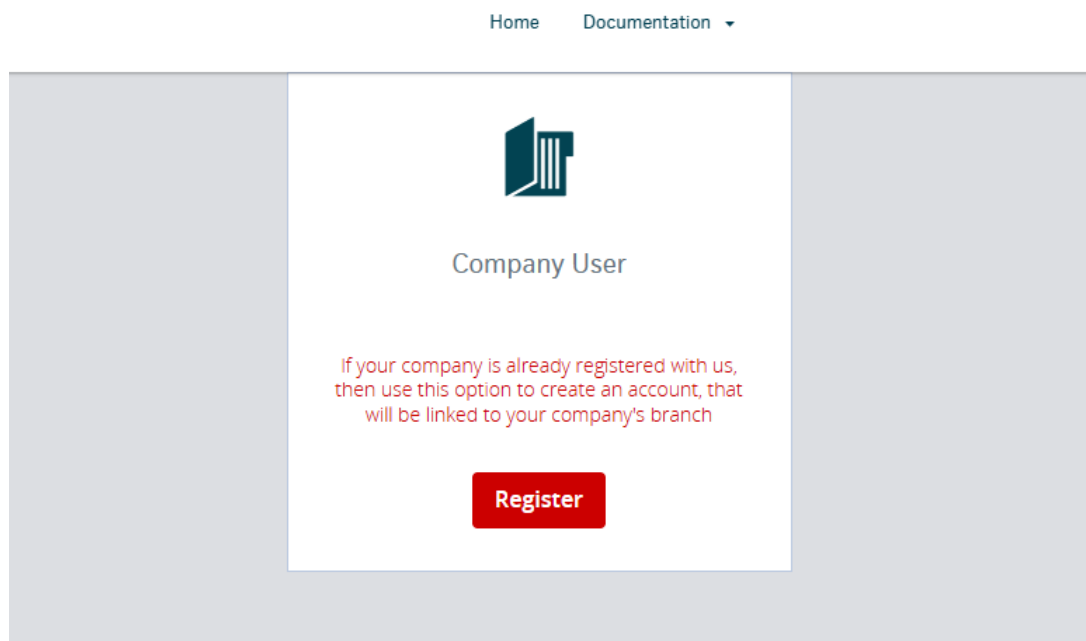 Home Documentation
Company User
If your company is already registered with us,
then use this option to create an account, that
will be linked to your company's branch
Register